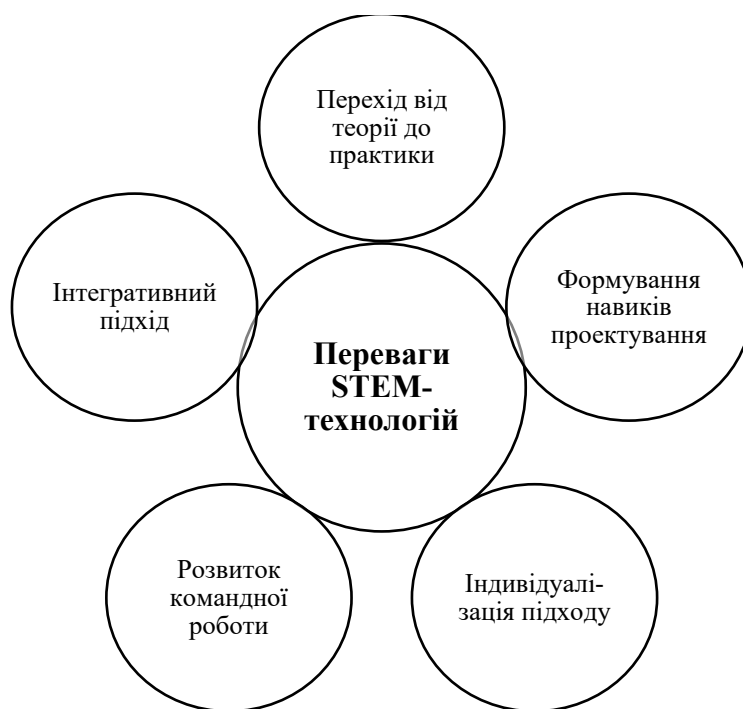 Перехід від
теорії до
практики
Інтегративний
підхід
Формування
навиків
проектування
Переваги
STEM-
технологій
Розвиток
командної
роботи
Індивідуалі-
зація підходу